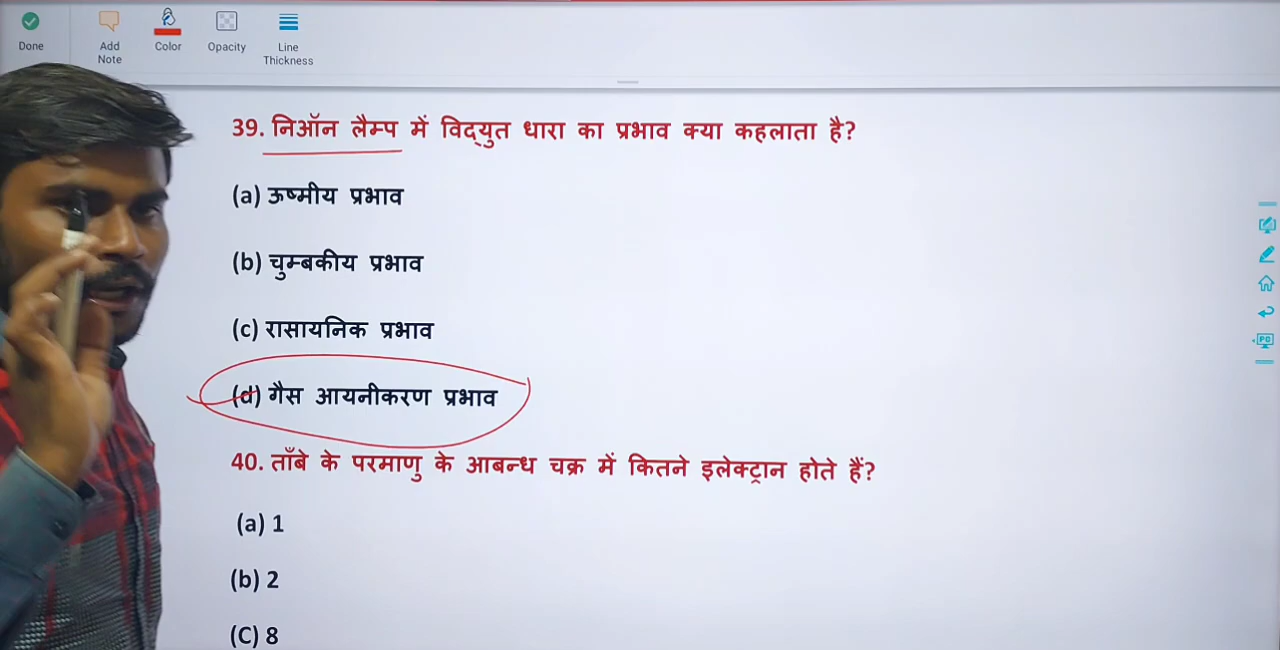 Done
Add
Note
Color
Opacity
Line
Thickness
39. निऑन लैम्प में विद्युत धारा का प्रभाव क्या कहलाता है?
(a) ऊष्मीय प्रभाव
(b) चुम्बकीय प्रभाव
(c) रासायनिक प्रभाव
(d) गैस आयनीकरण प्रभाव
40. ताँबे के परमाणु के आबन्ध चक्र में कितने इलेक्ट्रान होते हैं?
(a) 1
(b) 2
(C) 8